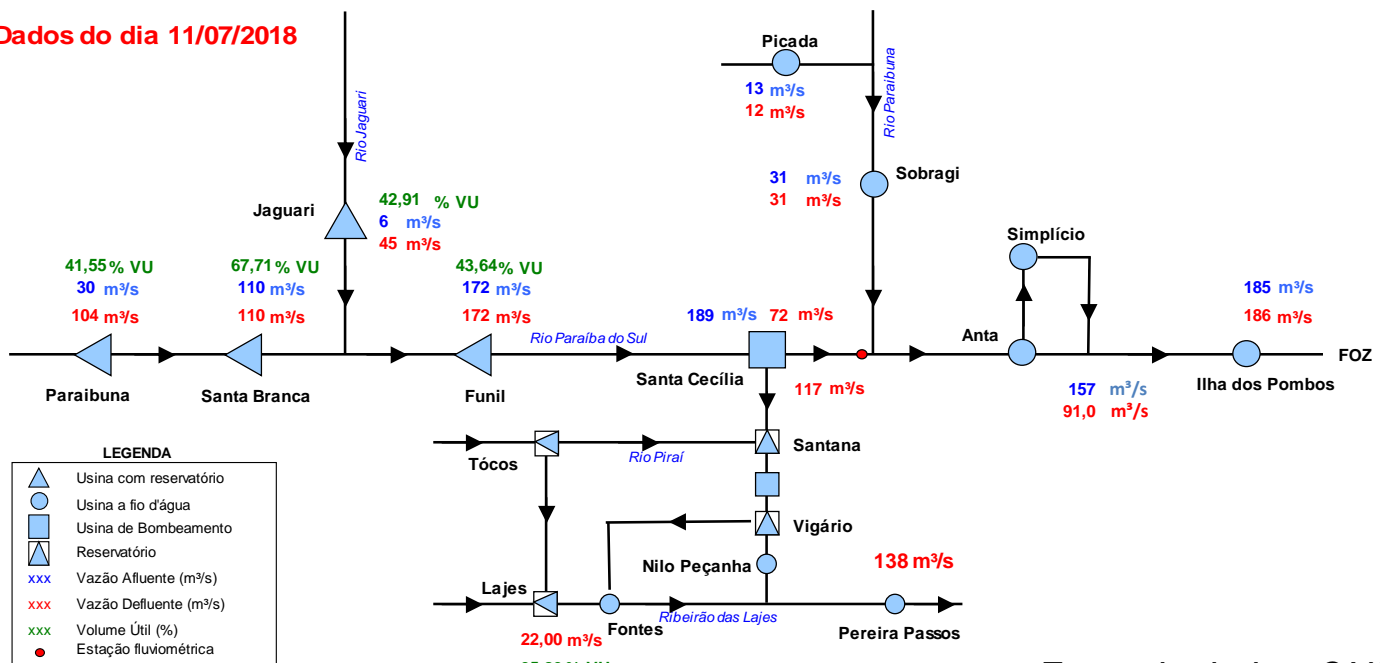 Dados do dia 11/07/2018
Picada
13 m³/s
12 m³/s
Rio Paraibuna
Rio Jaguari
31 m³/s
31 m³/s
Sobragi
Jaguari
42,91 % VU
6 m³/s
45 m³/s
Simplício
41,55 % VU
30 m³/s
104 m³/s
67,71 % VU
110 m³/s
110 m³/s
43,64 % VU
172 m³/s
172 m³/s
189 m³/s 72 m³/s
185 m³/s
186 m³/s
Rio Paraíba do Sul
Anta
FOZ
Paraibuna
Santa Branca
Funil
Santa Cecília
117 m³/s
157 m³/s
91,0 m³/s
Ilha dos Pombos
Tócos
Rio Piraí
Santana
Vigário
Nilo Peçanha
138 m³/s
Lajes
Fontes
Ribeirão das Lajes
Pereira Passos
22,00 m³/s
LEGENDA
Usina com reservatório
Usina a fio d'água
Usina de Bombeamento
Reservatório
xxx Vazão Afluente (m³/s)
xxx Vazão Defluente (m³/s)
xxx Volume Útil (%)
Estação fluviométrica